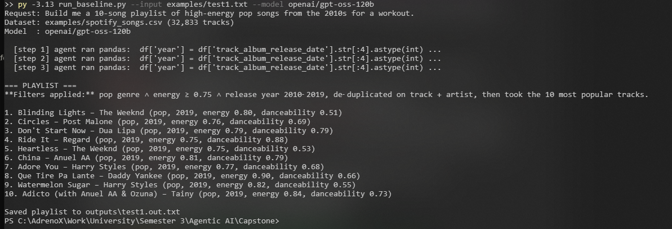 >> py -3.13 run_baseline.py --input examples/test1.txt --model openai/gpt-oss-120b
Request: Build me a 10-song playlist of high-energy pop songs from the 2010s for a workout.
Dataset: examples/spotify_songs.csv (32,833 tracks)
Model : openai/gpt-oss-120b
[step 1] agent ran pandas: df['year'] = df['track_album_release_date'].str[:4].astype(int) ...
[step 2] agent ran pandas: df['year'] = df['track_album_release_date'].str[:4].astype(int) ...
[step 3] agent ran pandas: df['year'] = df['track_album_release_date'].str[:4].astype(int) ...
=== PLAYLIST ===
**Filters applied:** pop genre ∧ energy ≥ 0.75 ∧ release year 2010-2019, de-duplicated on track + artist, then took the 10 most popular tracks.
1. Blinding Lights – The Weeknd (pop, 2019, energy 0.80, danceability 0.51)
2. Circles – Post Malone (pop, 2019, energy 0.76, danceability 0.69)
3. Don't Start Now – Dua Lipa (pop, 2019, energy 0.79, danceability 0.79)
4. Ride It – Regard (pop, 2019, energy 0.75, danceability 0.88)
5. Heartless – The Weeknd (pop, 2019, energy 0.75, danceability 0.53)
6. China – Anuel AA (pop, 2019, energy 0.81, danceability 0.79)
7. Adore You – Harry Styles (pop, 2019, energy 0.77, danceability 0.68)
8. Que Tire Pa Lante – Daddy Yankee (pop, 2019, energy 0.90, danceability 0.66)
9. Watermelon Sugar – Harry Styles (pop, 2019, energy 0.82, danceability 0.55)
10. Adicto (with Anuel AA & Ozuna) – Tainy (pop, 2019, energy 0.84, danceability 0.73)
Saved playlist to outputs\test1.out.txt
PS C:\AdrenoX\Work\University\Semester 3\Agentic AI\Capstone>